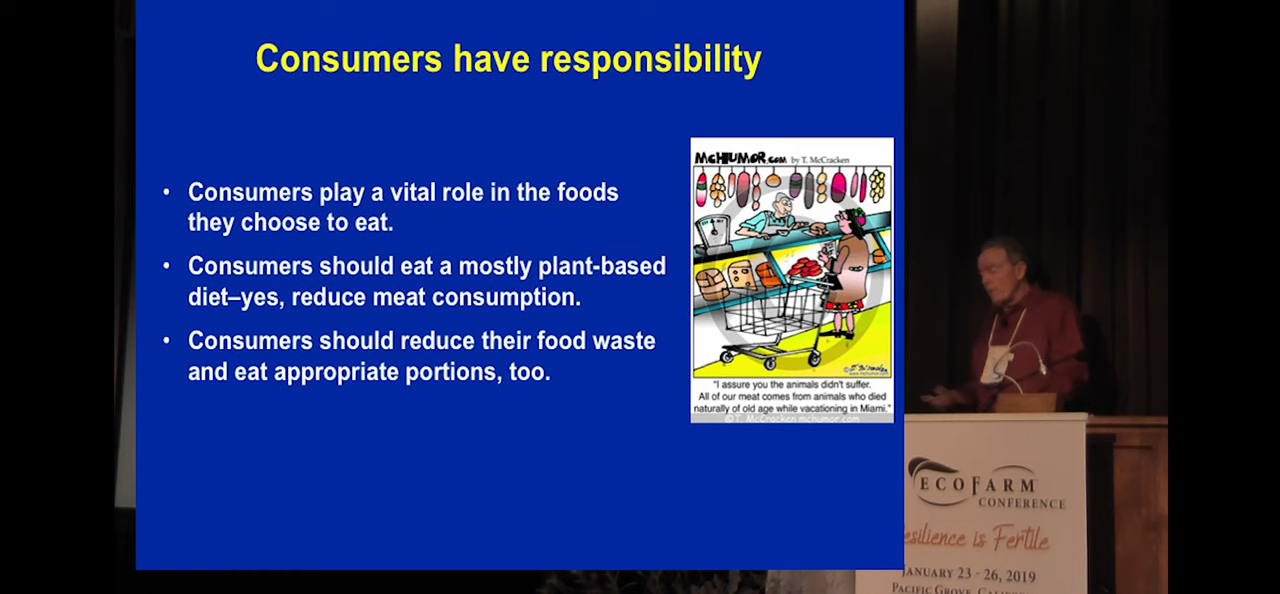 Consumers have responsibility
• Consumers play a vital role in the foods
they choose to eat.
• Consumers should eat a mostly plant-based
diet–yes, reduce meat consumption.
• Consumers should reduce their food waste
and eat appropriate portions, too.
McHUMOR.com by T. McCracken
"I assure you the animals didn't suffer.
All of our meat comes from animals who died
naturally of old age while vacationing in Miami."
© T. McCracken mchumor.com
ECOFARM
CONFERENCE
esilience is Fertile
JANUARY 23 - 26, 2019
PACIFIC GROVE,